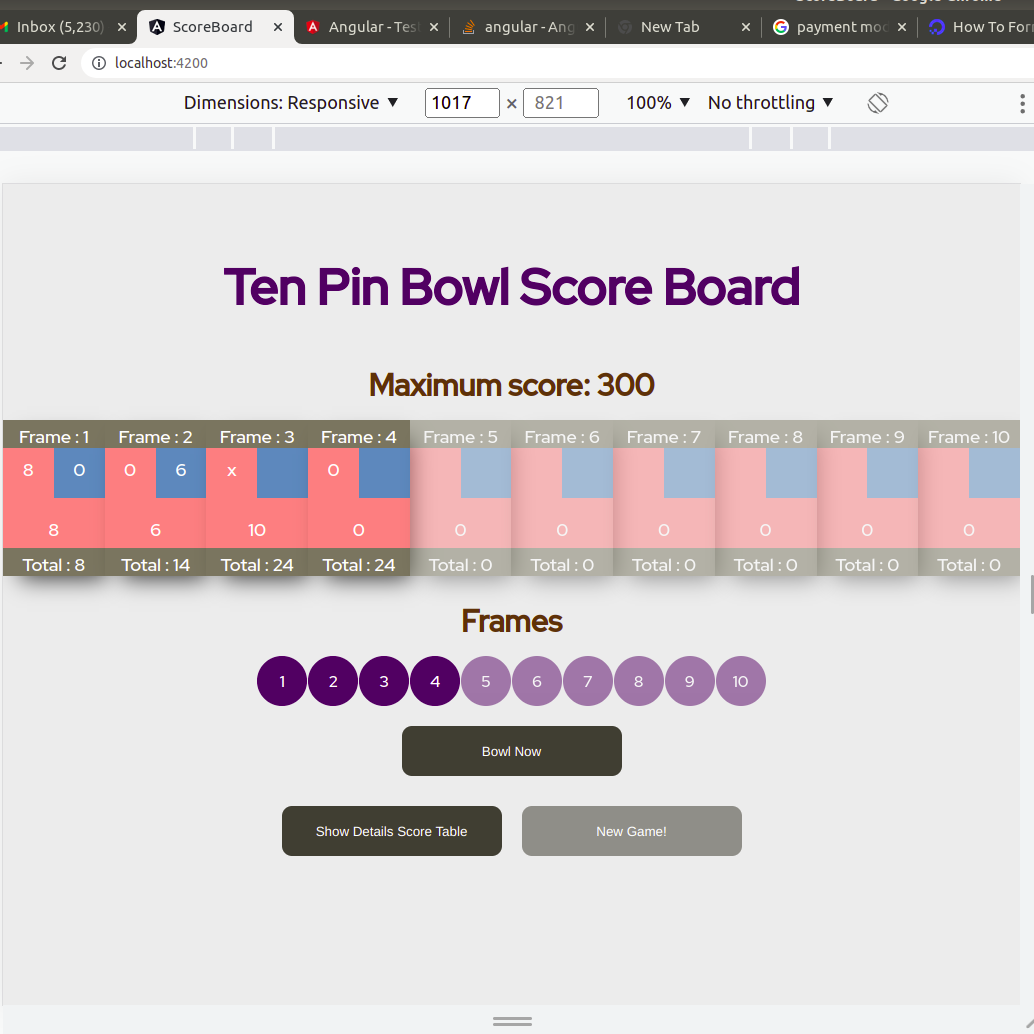 Inbox (5,230) ScoreBoard Angular - Tes angular - Ang New Tab payment mod How To For
localhost:4200
Dimensions: Responsive 1017 × 821 100% No throttling
Ten Pin Bowl Score Board
Maximum score: 300
Frame : 1 Frame : 2 Frame : 3 Frame : 4 Frame : 5 Frame : 6 Frame : 7 Frame : 8 Frame : 9 Frame : 10
8 0 0 6 x 0
8 6 10 0 0 0 0 0 0 0
Total : 8 Total : 14 Total : 24 Total : 24 Total : 0 Total : 0 Total : 0 Total : 0 Total : 0 Total : 0
Frames
1 2 3 4 5 6 7 8 9 10
Bowl Now
Show Details Score Table New Game!